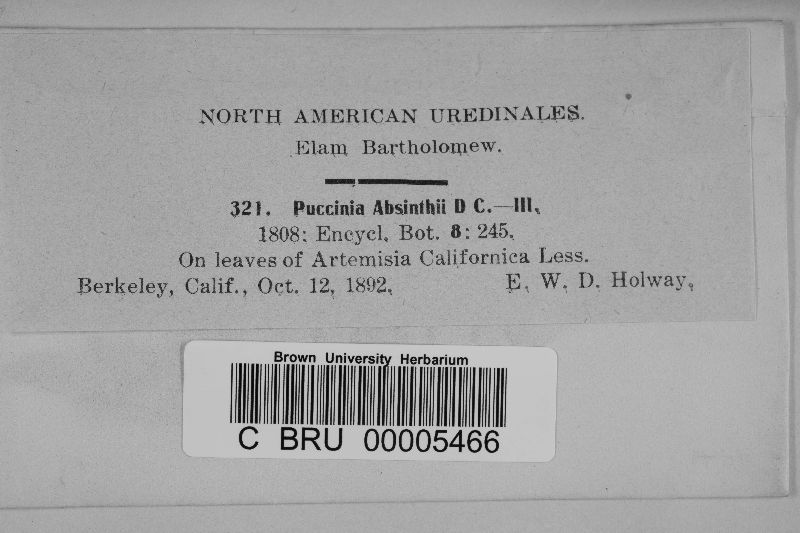 NORTH AMERICAN UREDINALES.
Elam Bartholomew.
321. Puccinia Absinthii D C.—III.
1808: Encycl. Bot. 8: 245.
On leaves of Artemisia Californica Less.
Berkeley, Calif., Oct. 12, 1892. E. W. D. Holway.
Brown University Herbarium
C BRU 00005466